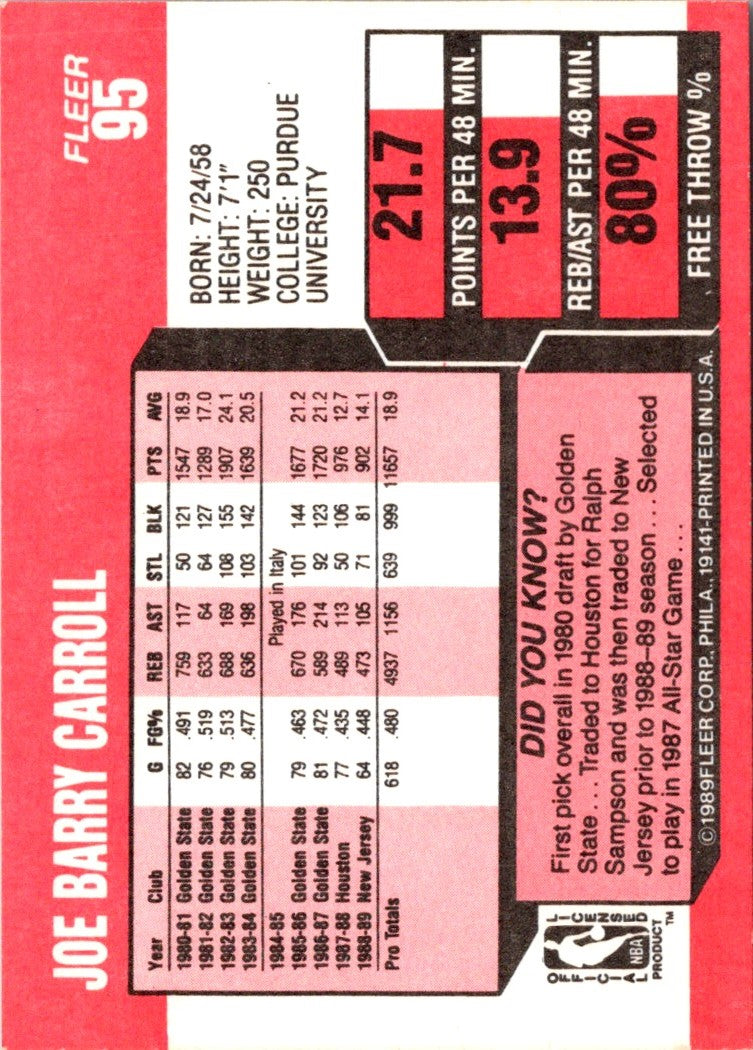 JOE BARRY CARROLL
FLEER
95
Year Club G FG% REB AST STL BLK PTS AVG
1980-81 Golden State 82 .491 759 117 50 121 1547 18.9
1981-82 Golden State 76 .519 633 64 64 127 1289 17.0
1982-83 Golden State 79 .513 688 169 108 155 1907 24.1
1983-84 Golden State 80 .477 636 198 103 142 1639 20.5
1984-85 Played in Italy
1985-86 Golden State 79 .463 670 176 101 144 1677 21.2
1986-87 Golden State 81 .472 589 214 92 123 1720 21.2
1987-88 Houston 77 .435 489 113 50 106 976 12.7
1988-89 New Jersey 64 .448 473 105 71 81 902 14.1
Pro Totals 618 .480 4937 1156 639 999 11657 18.9
BORN: 7/24/58
HEIGHT: 7'1"
WEIGHT: 250
COLLEGE: PURDUE
UNIVERSITY
21.7
POINTS PER 48 MIN.
13.9
REB/AST PER 48 MIN.
80%
FREE THROW %
DID YOU KNOW?
First pick overall in 1980 draft by Golden
State . . . Traded to Houston for Ralph
Sampson and was then traded to New
Jersey prior to 1988-89 season . . . Selected
to play in 1987 All-Star Game . . .
OFFICIAL LICENSED
NBA
PRODUCT™
©1989 FLEER CORP., PHILA., 19141-PRINTED IN U.S.A.